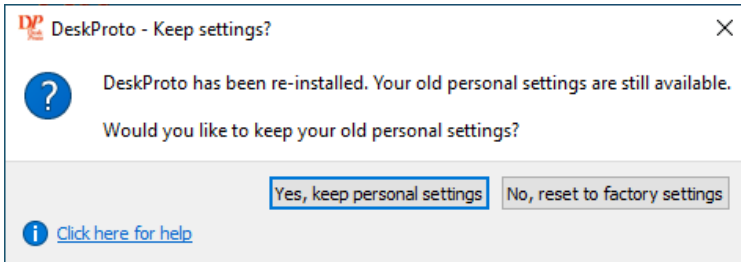 DP DeskProto - Keep settings?
DeskProto has been re-installed. Your old personal settings are still available.
Would you like to keep your old personal settings?
Yes, keep personal settings
No, reset to factory settings
Click here for help